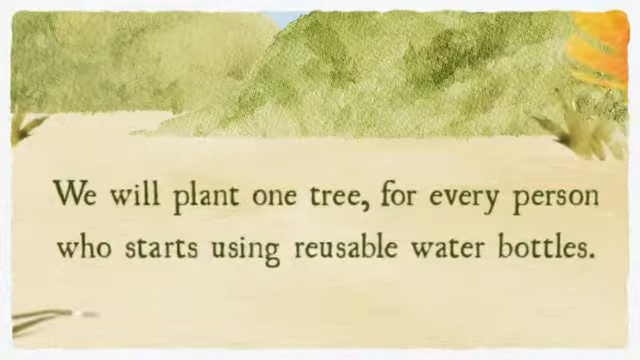 We will plant one tree, for every person
who starts using reusable water bottles.